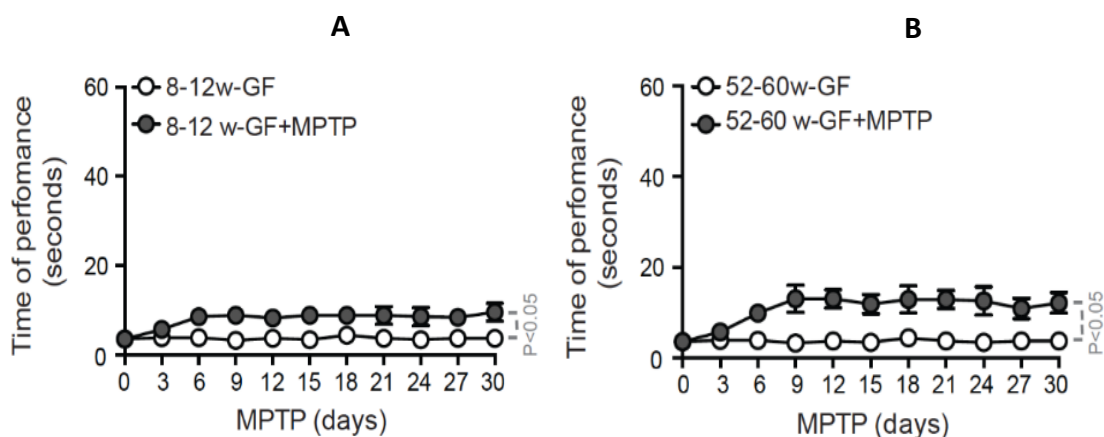 A
8-12w-GF
8-12 w-GF+MPTP
Time of perfomance
(seconds)
60
40
20
0
0 3 6 9 12 15 18 21 24 27 30
MPTP (days)
P<0.05
B
52-60w-GF
52-60 w-GF+MPTP
Time of perfomance
(seconds)
60
40
20
0
0 3 6 9 12 15 18 21 24 27 30
MPTP (days)
P<0.05